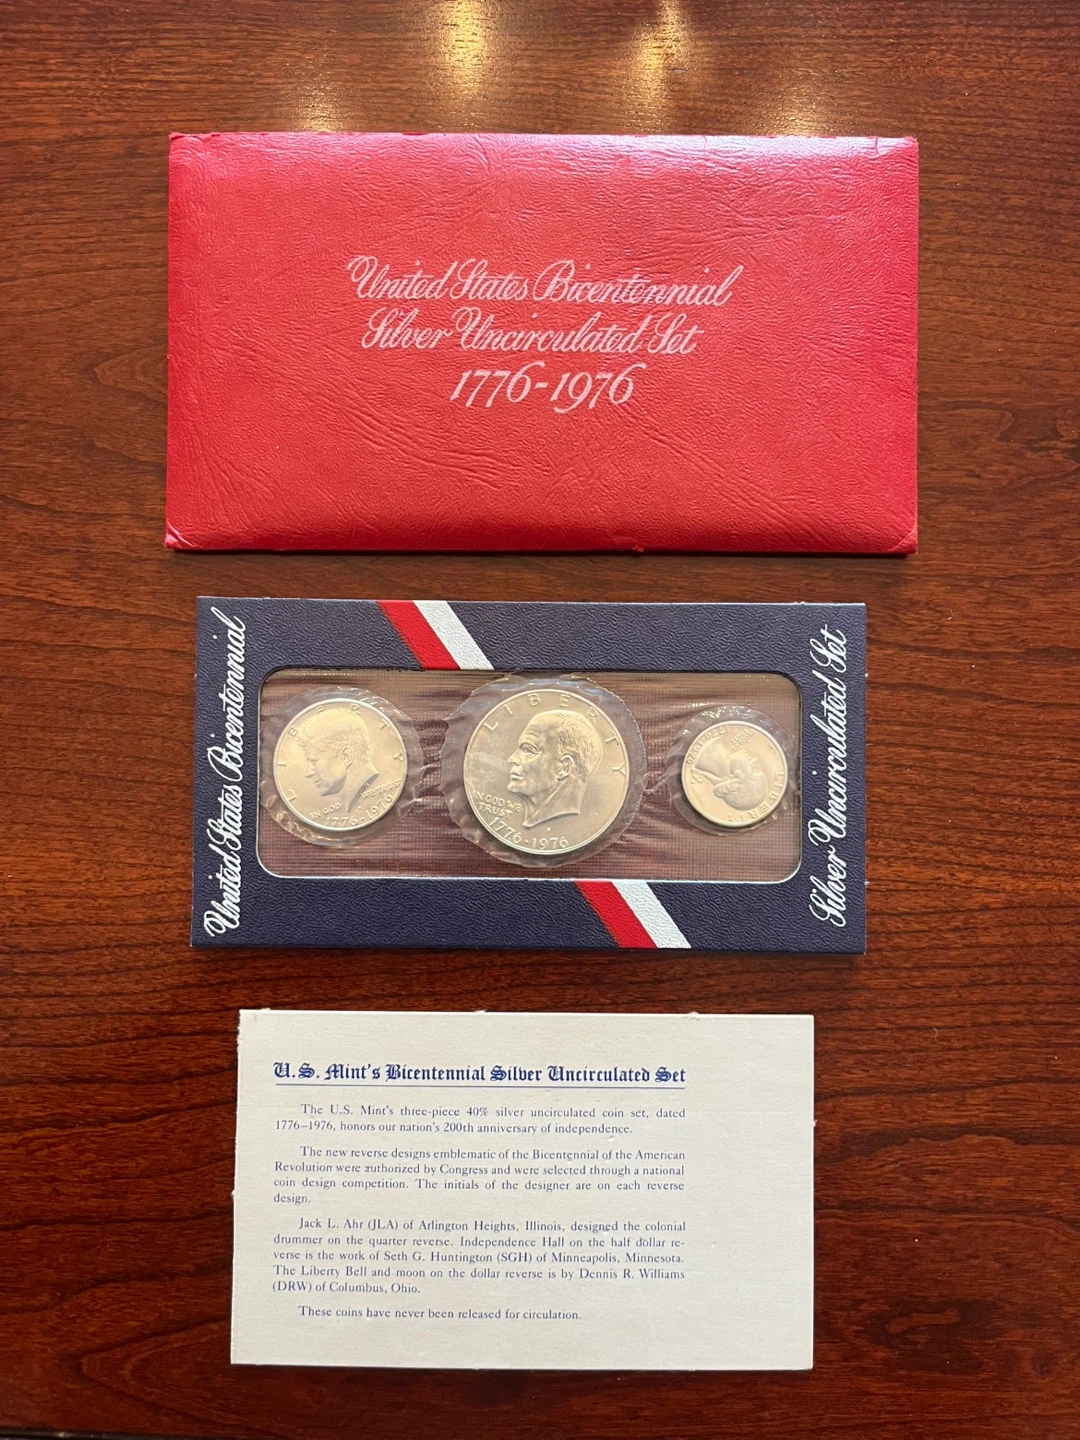 United States Bicentennial
Silver Uncirculated Set
1776-1976
United States Bicentennial
LIBERTY
IN GOD WE TRUST
1776-1976
LIBERTY
IN GOD WE
TRUST
1776-1976
LIBERTY
1776-1976
Silver Uncirculated Set
U.S. Mint's Bicentennial Silver Uncirculated Set
The U.S. Mint's three-piece 40% silver uncirculated coin set, dated
1776–1976, honors our nation's 200th anniversary of independence.
The new reverse designs emblematic of the Bicentennial of the American
Revolution were authorized by Congress and were selected through a national
coin design competition. The initials of the designer are on each reverse
design.
Jack L. Ahr (JLA) of Arlington Heights, Illinois, designed the colonial
drummer on the quarter reverse. Independence Hall on the half dollar re-
verse is the work of Seth G. Huntington (SGH) of Minneapolis, Minnesota.
The Liberty Bell and moon on the dollar reverse is by Dennis R. Williams
(DRW) of Columbus, Ohio.
These coins have never been released for circulation.